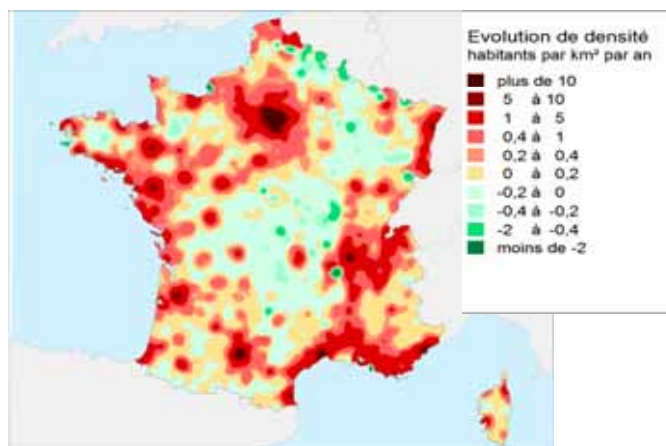 Evolution de densité
habitants par km² par an
plus de 10
5 à 10
1 à 5
0,4 à 1
0,2 à 0,4
0 à 0,2
-0,2 à 0
-0,4 à -0,2
-2 à -0,4
moins de -2